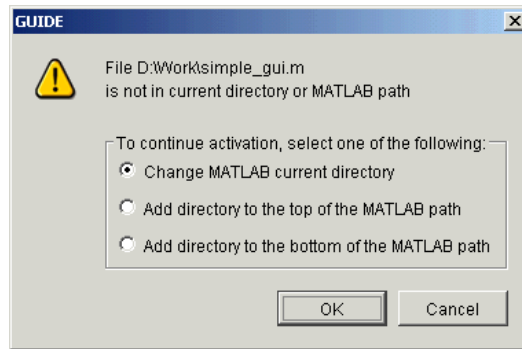 GUIDE
File D:\Work\simple_gui.m
is not in current directory or MATLAB path
To continue activation, select one of the following:
Change MATLAB current directory
Add directory to the top of the MATLAB path
Add directory to the bottom of the MATLAB path
OK Cancel